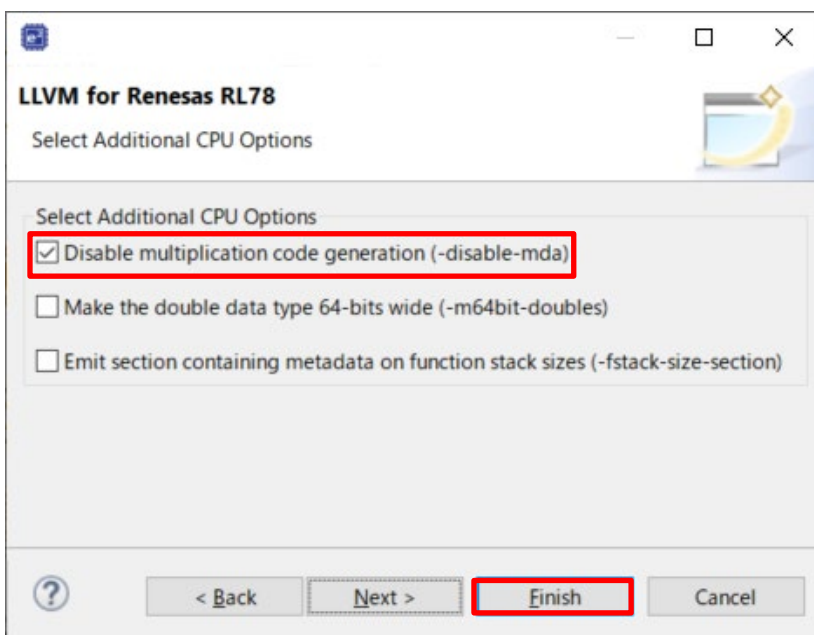 LLVM for Renesas RL78
Select Additional CPU Options
Select Additional CPU Options
Disable multiplication code generation (-disable-mda)
Make the double data type 64-bits wide (-m64bit-doubles)
Emit section containing metadata on function stack sizes (-fstack-size-section)
? < Back Next > Finish Cancel